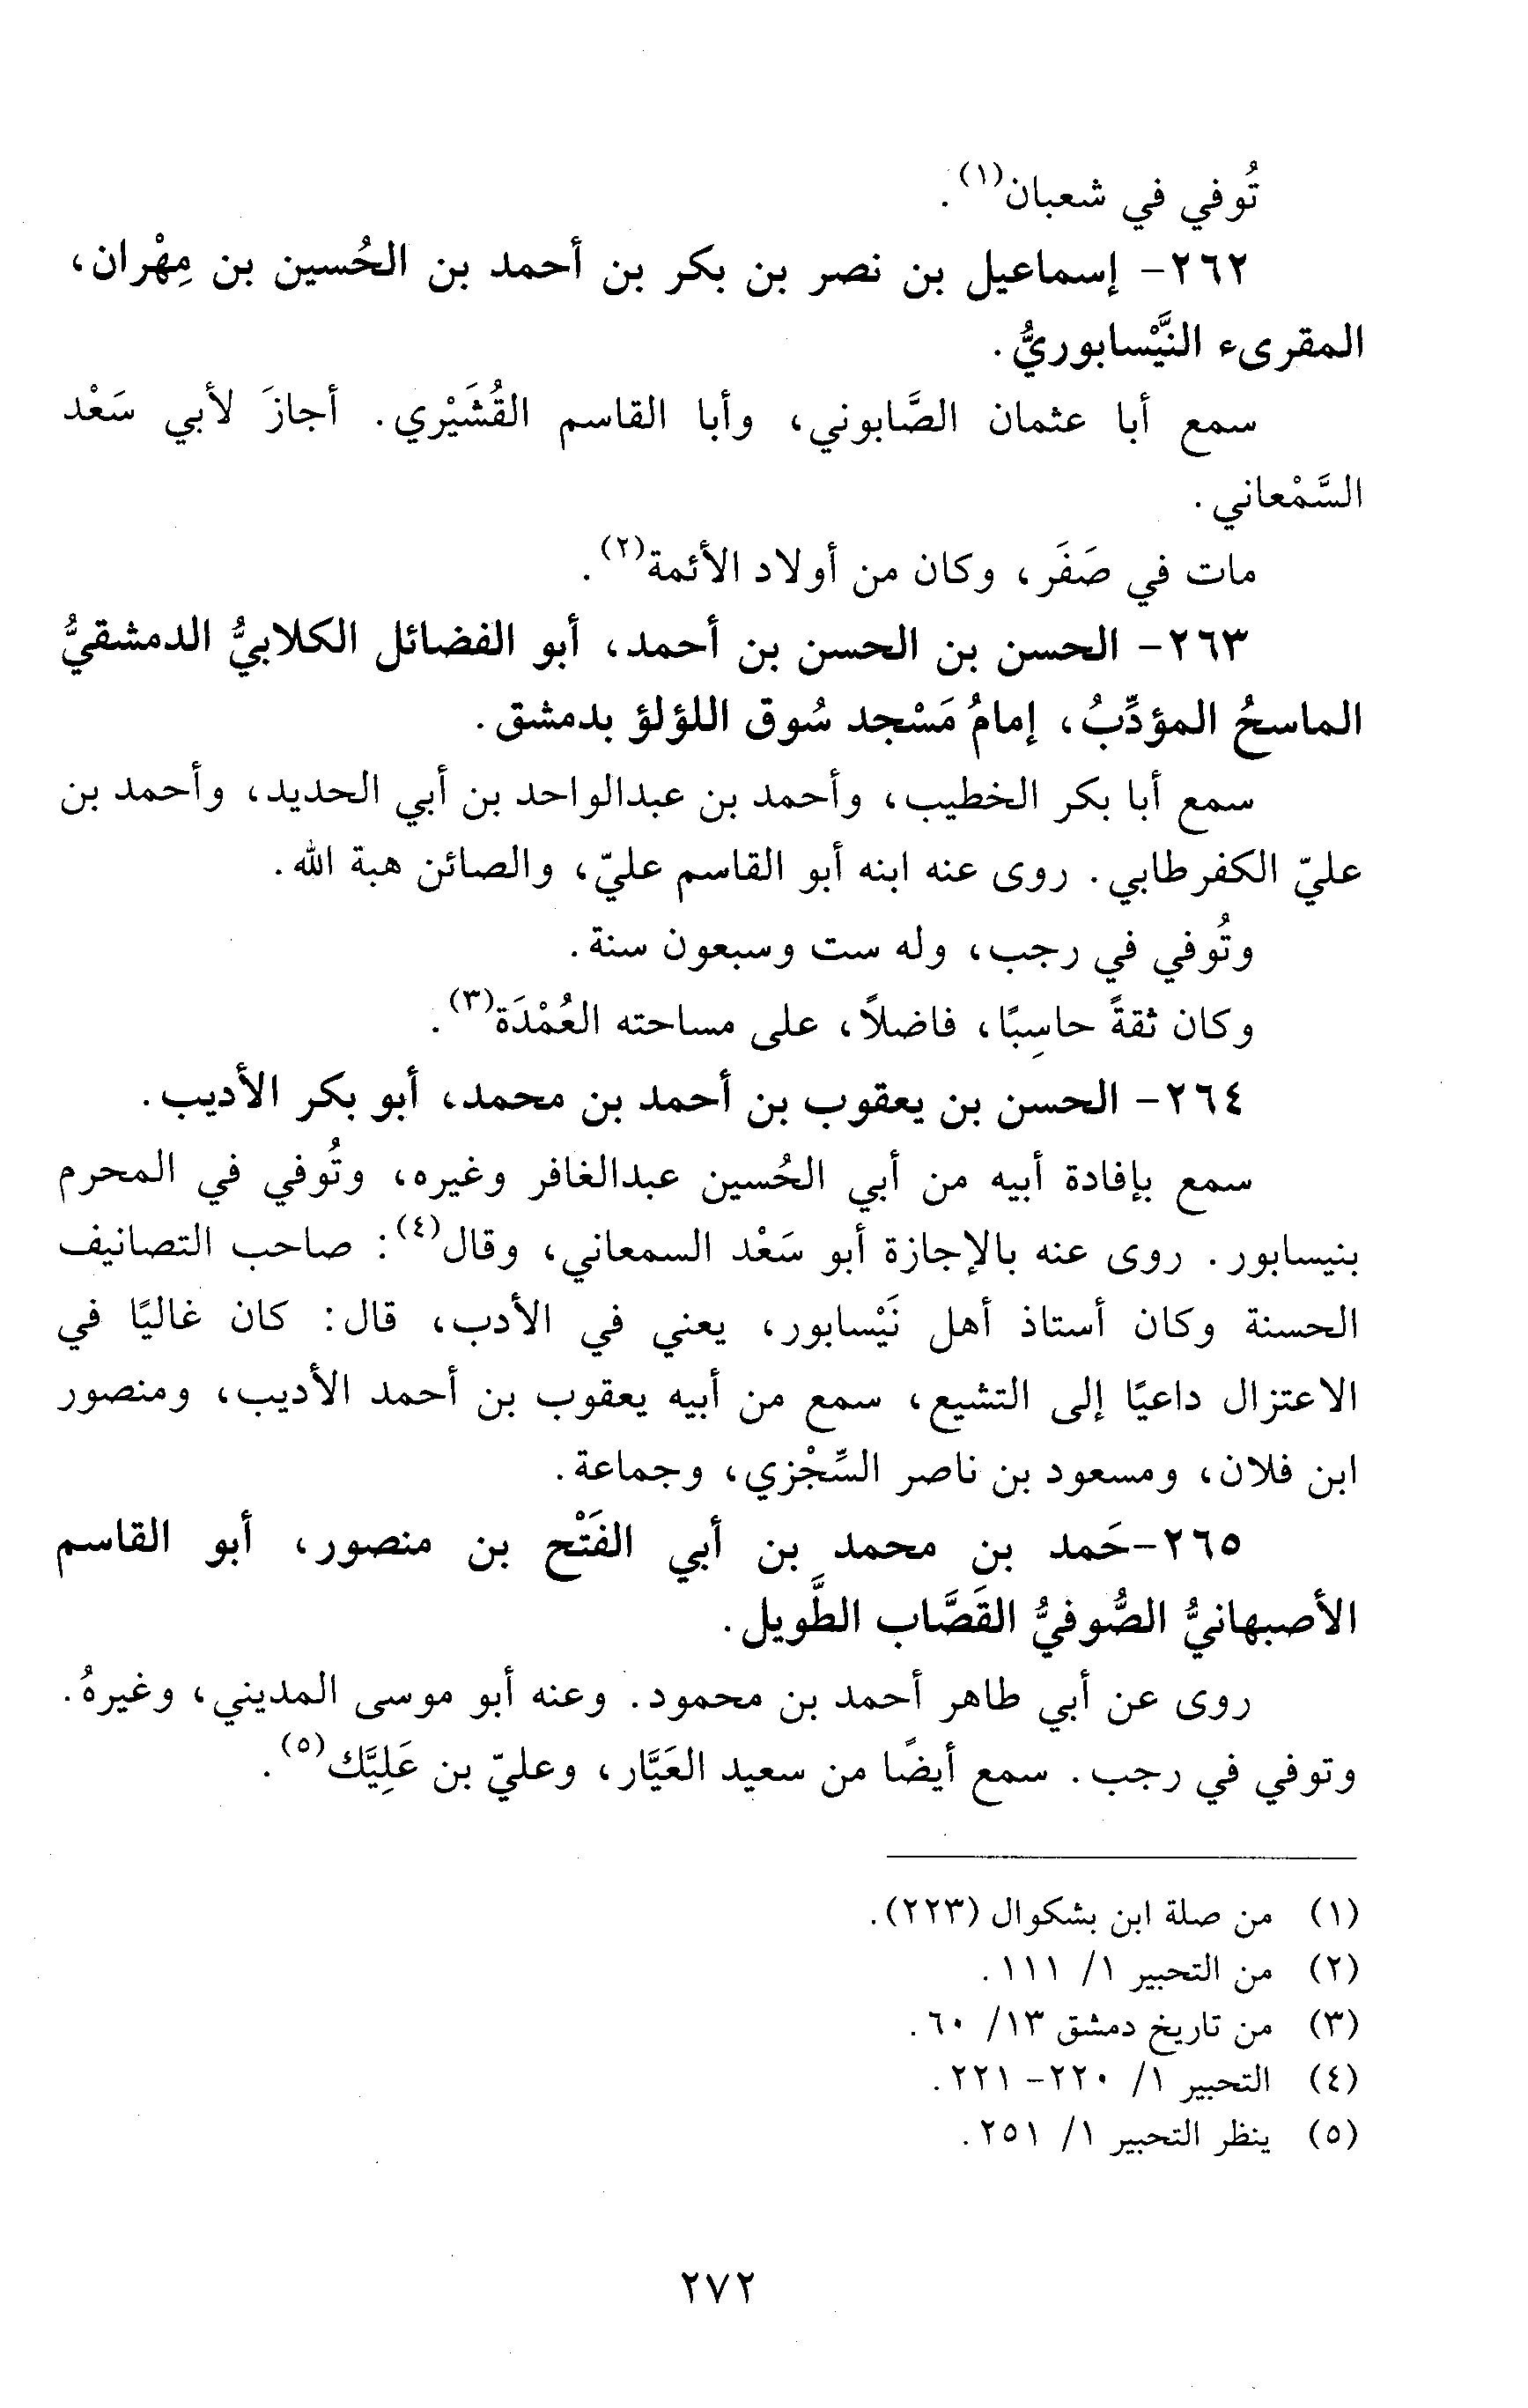 تُوفي في شعبان(١).
٢٦٢- إسماعيل بن نصر بن بكر بن أحمد بن الحُسين بن مِهْران،
المقرىء النَّيْسابوريُّ.
سمع أبا عثمان الصَّابوني، وأبا القاسم القُشَيْري. أجازَ لأبي سَعْد
السَّمْعاني.
مات في صَفَر، وكان من أولاد الأئمة(٢).
٢٦٣- الحسن بن الحسن بن أحمد، أبو الفضائل الكلابيُّ الدمشقيُّ
الماسحُ المؤدِّبُ، إمامُ مَسْجد سُوق اللؤلؤ بدمشق.
سمع أبا بكر الخطيب، وأحمد بن عبدالواحد بن أبي الحديد، وأحمد بن
عليّ الكفرطابي. روى عنه ابنه أبو القاسم عليّ، والصائن هبة الله.
وتُوفي في رجب، وله ست وسبعون سنة.
وكان ثقةً حاسِبًا، فاضلاً، على مساحته العُمْدَة(٣).
٢٦٤- الحسن بن يعقوب بن أحمد بن محمد، أبو بكر الأديب.
سمع بإفادة أبيه من أبي الحُسين عبدالغافر وغيره، وتُوفي في المحرم
بنيسابور. روى عنه بالإجازة أبو سَعْد السمعاني، وقال(٤): صاحب التصانيف
الحسنة وكان أستاذ أهل نَيْسابور، يعني في الأدب، قال: كان غاليًا في
الاعتزال داعيًا إلى التشيع، سمع من أبيه يعقوب بن أحمد الأديب، ومنصور
ابن فلان، ومسعود بن ناصر السِّجْزي، وجماعة.
٢٦٥-حَمد بن محمد بن أبي الفَتْح بن منصور، أبو القاسم
الأصبهانيُّ الصُّوفيُّ القَصَّاب الطَّويل.
روى عن أبي طاهر أحمد بن محمود. وعنه أبو موسى المديني، وغيرهُ.
وتوفي في رجب. سمع أيضًا من سعيد العَيَّار، وعليّ بن عَلِيَّك(٥).
(١) من صلة ابن بشكوال (٢٢٣).
(٢) من التحبير ١/ ١١١.
(٣) من تاريخ دمشق ١٣/ ٦٠.
(٤) التحبير ١/ ٢٢٠- ٢٢١.
(٥) ينظر التحبير ١/ ٢٥١.
٢٧٢